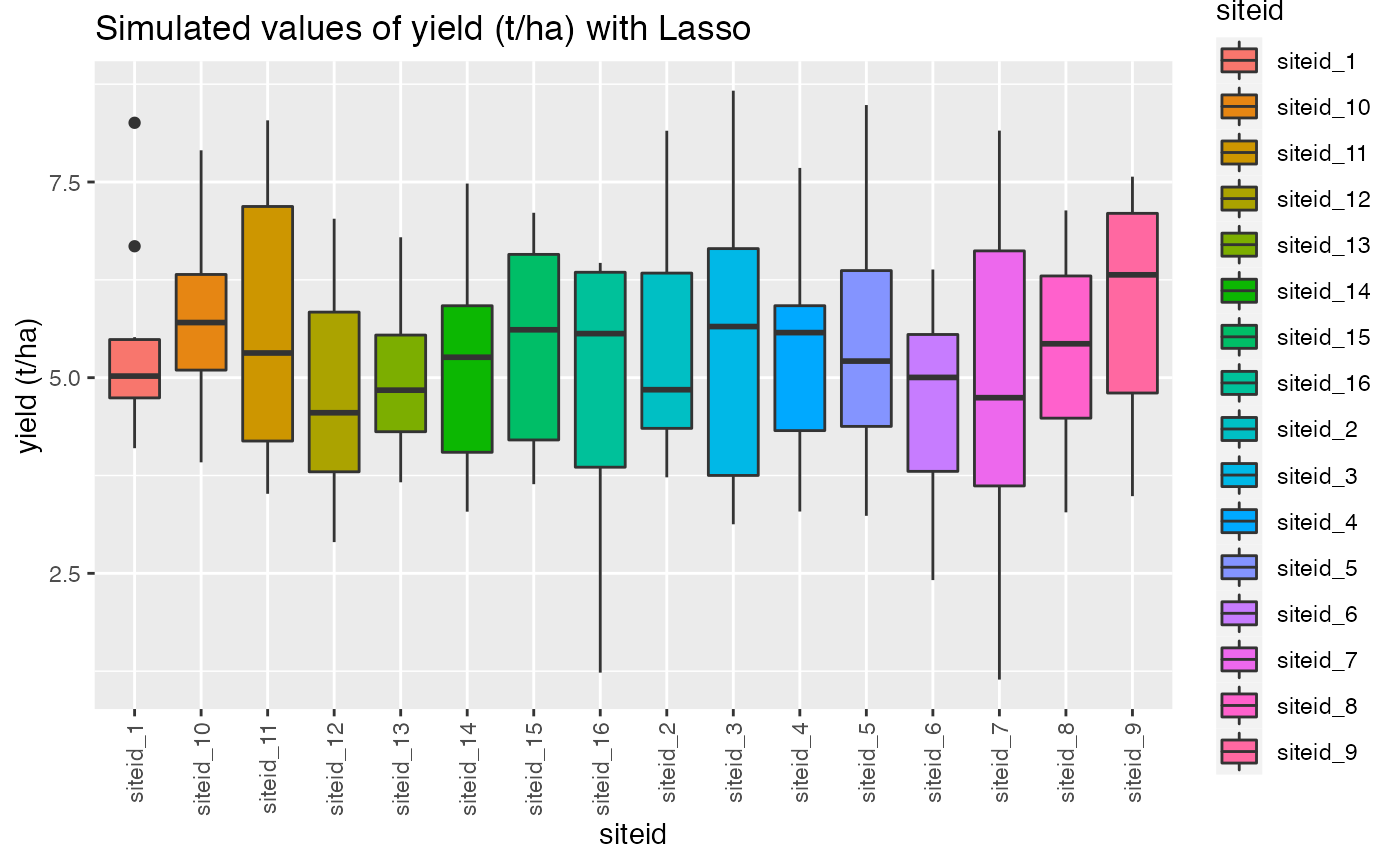 Simulated values of yield (t/ha) with Lasso
yield (t/ha)
7.5
5.0
2.5
siteid_1
siteid_10
siteid_11
siteid_12
siteid_13
siteid_14
siteid_15
siteid_16
siteid_2
siteid_3
siteid_4
siteid_5
siteid_6
siteid_7
siteid_8
siteid_9
siteid
siteid
siteid_1
siteid_10
siteid_11
siteid_12
siteid_13
siteid_14
siteid_15
siteid_16
siteid_2
siteid_3
siteid_4
siteid_5
siteid_6
siteid_7
siteid_8
siteid_9